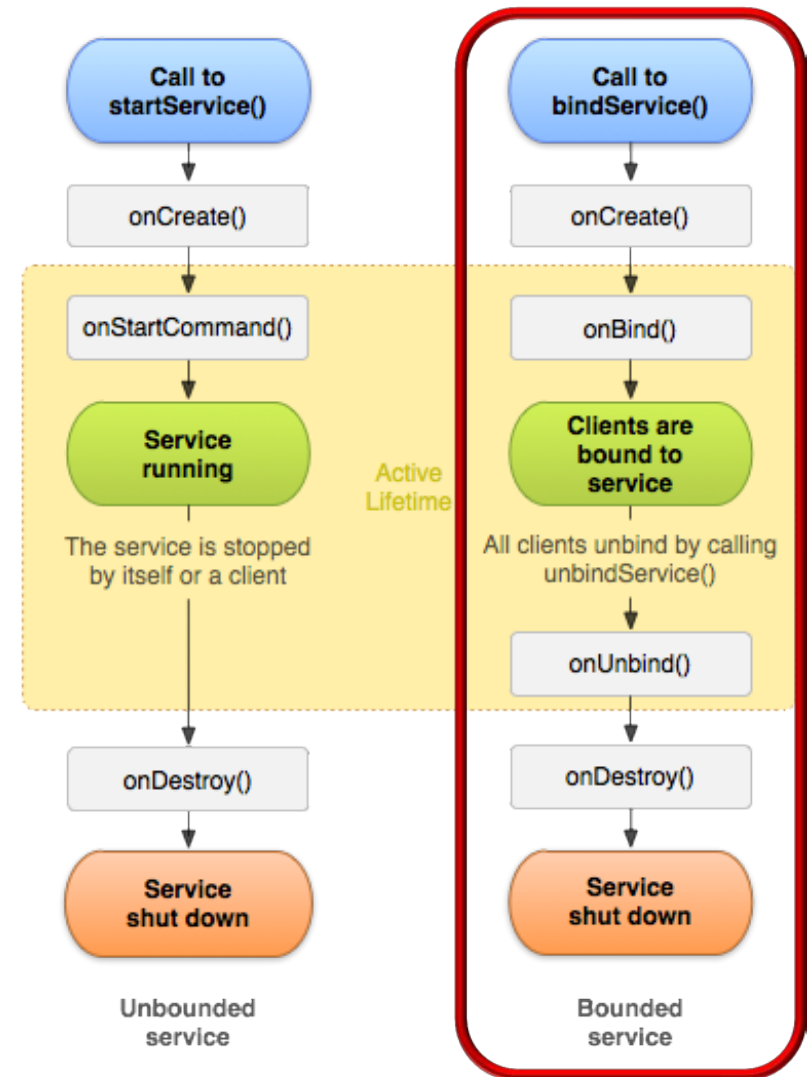 Call to
startService()
onCreate()
onStartCommand()
Service
running
The service is stopped
by itself or a client
onDestroy()
Service
shut down
Unbounded
service
Active
Lifetime
Call to
bindService()
onCreate()
onBind()
Clients are
bound to
service
All clients unbind by calling
unbindService()
onUnbind()
onDestroy()
Service
shut down
Bounded
service